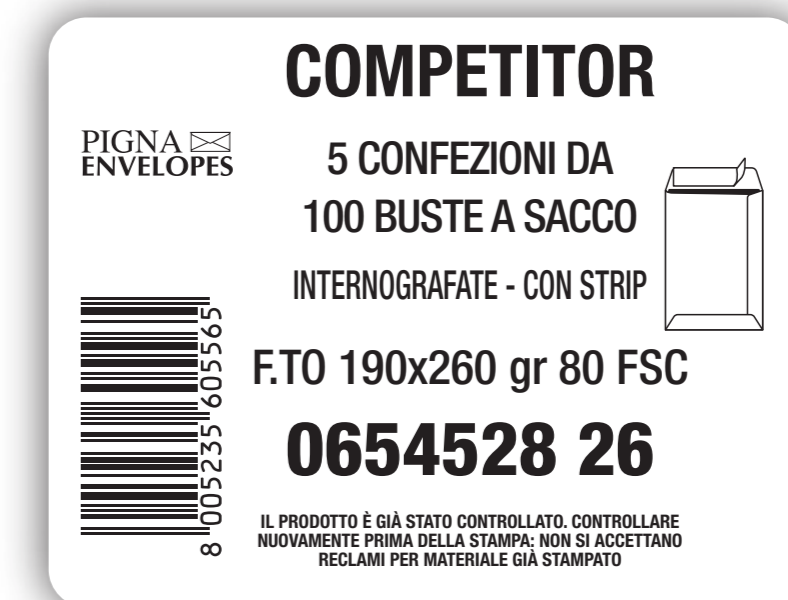 COMPETITOR
PIGNA
ENVELOPES
5 CONFEZIONI DA
100 BUSTE A SACCO
INTERNOGRAFATE - CON STRIP
F.TO 190x260 gr 80 FSC
0654528 26
8 005235 605565
IL PRODOTTO È GIÀ STATO CONTROLLATO. CONTROLLARE
NUOVAMENTE PRIMA DELLA STAMPA: NON SI ACCETTANO
RECLAMI PER MATERIALE GIÀ STAMPATO